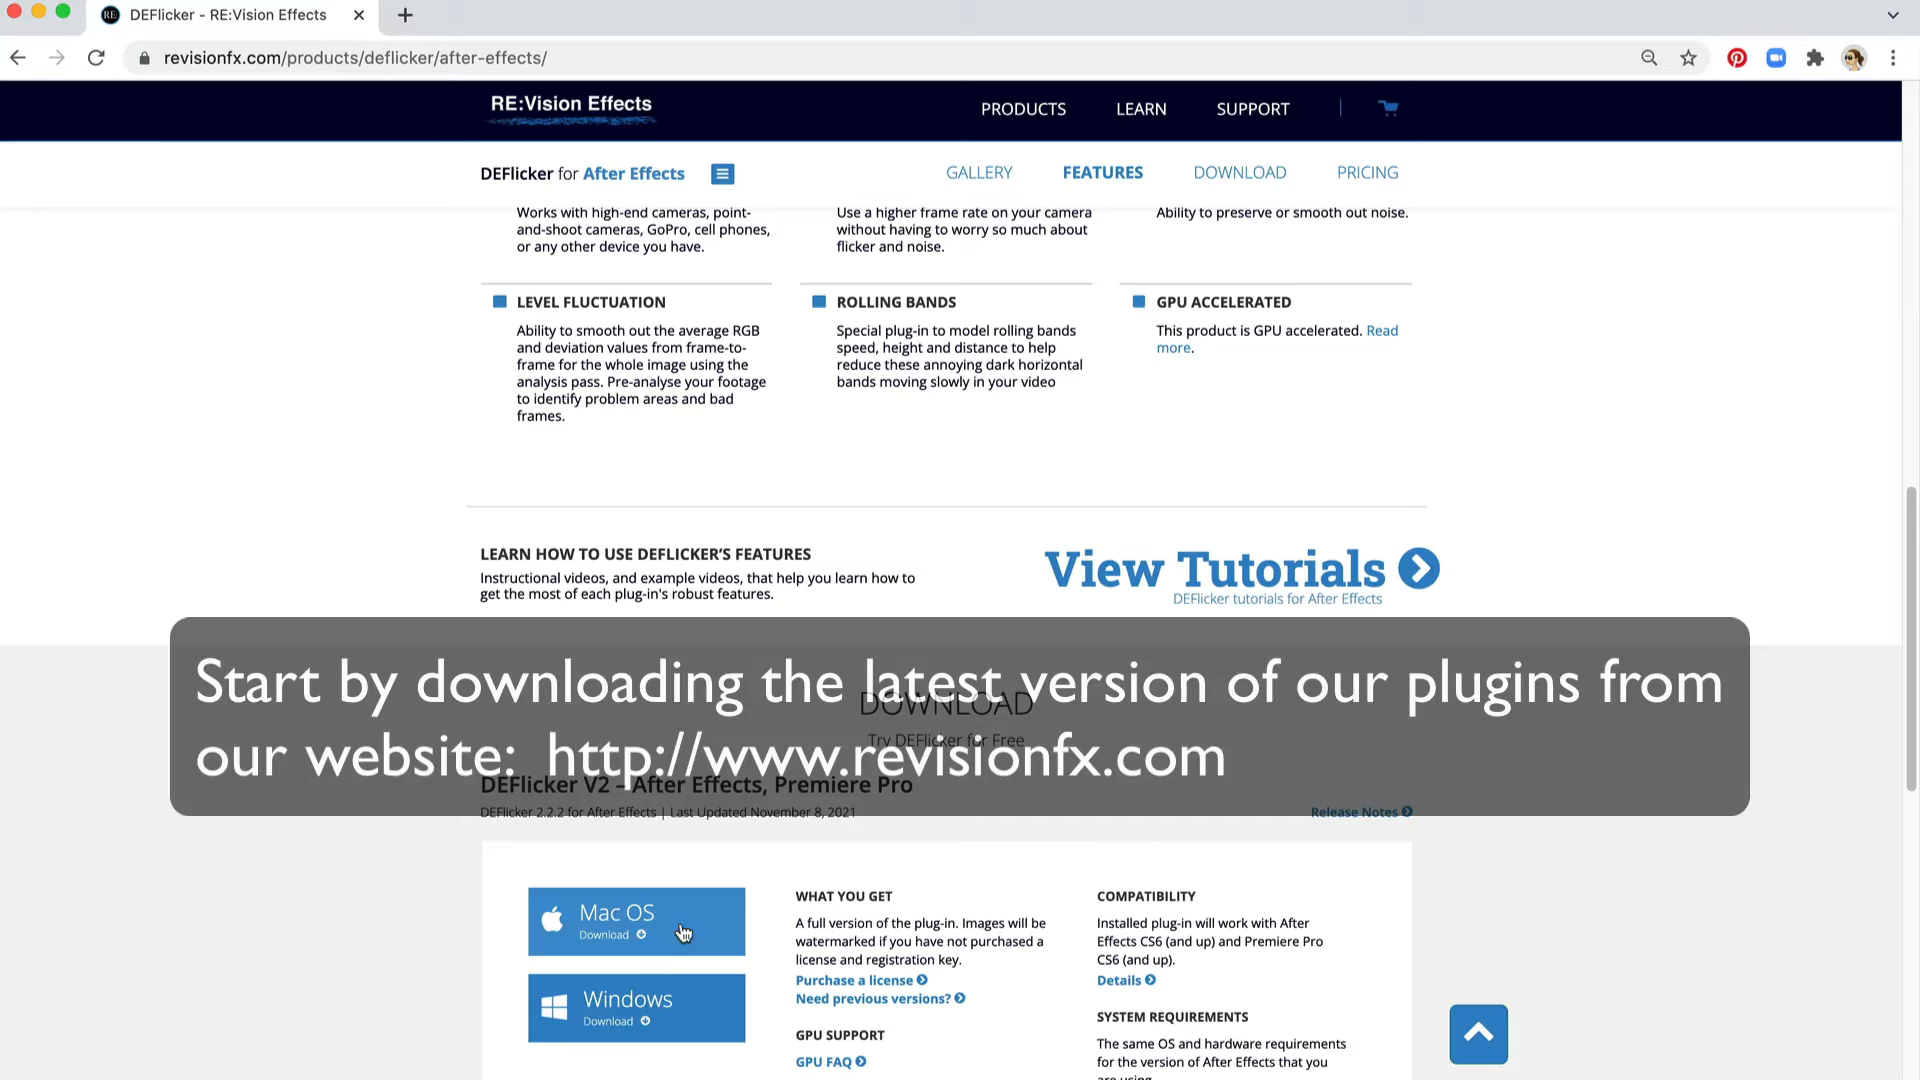 DEFlicker - RE:Vision Effects
revisionfx.com/products/deflicker/after-effects/
RE:Vision Effects
PRODUCTS LEARN SUPPORT
DEFlicker for After Effects
GALLERY FEATURES DOWNLOAD PRICING
Works with high-end cameras, point-
and-shoot cameras, GoPro, cell phones,
or any other device you have.
Use a higher frame rate on your camera
without having to worry so much about
flicker and noise.
Ability to preserve or smooth out noise.
LEVEL FLUCTUATION
Ability to smooth out the average RGB
and deviation values from frame-to-
frame for the whole image using the
analysis pass. Pre-analyse your footage
to identify problem areas and bad
frames.
ROLLING BANDS
Special plug-in to model rolling bands
speed, height and distance to help
reduce these annoying dark horizontal
bands moving slowly in your video
GPU ACCELERATED
This product is GPU accelerated. Read
more.
LEARN HOW TO USE DEFLICKER'S FEATURES
Instructional videos, and example videos, that help you learn how to
get the most of each plug-in's robust features.
View Tutorials
DEFlicker tutorials for After Effects
Start by downloading the latest version of our plugins from
our website: http://www.revisionfx.com
DOWNLOAD
Try DEFlicker for Free
DEFlicker V2 – After Effects, Premiere Pro
DEFlicker 2.2.2 for After Effects | Last Updated November 8, 2021
Release Notes
Mac OS
Download
Windows
Download
WHAT YOU GET
A full version of the plug-in. Images will be
watermarked if you have not purchased a
license and registration key.
Purchase a license
Need previous versions?
GPU SUPPORT
GPU FAQ
COMPATIBILITY
Installed plug-in will work with After
Effects CS6 (and up) and Premiere Pro
CS6 (and up).
Details
SYSTEM REQUIREMENTS
The same OS and hardware requirements
for the version of After Effects that you
are using